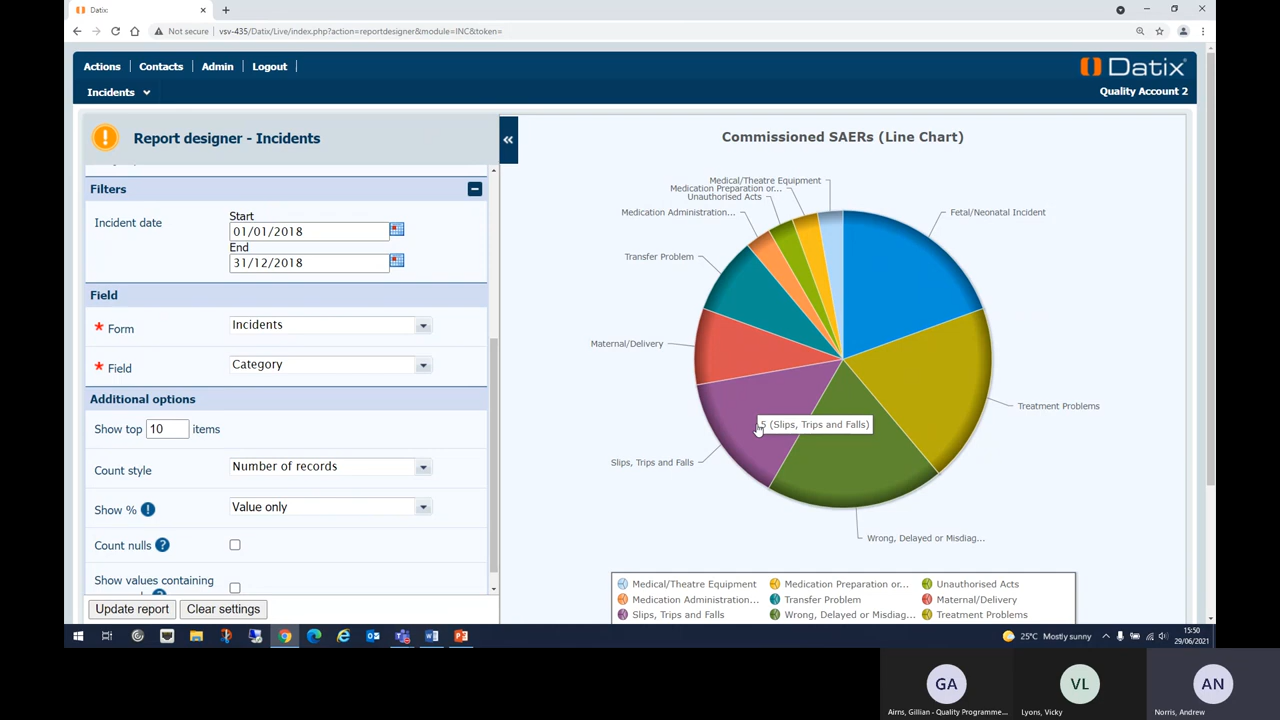 Datix:
Not secure
vsv-435/Datix/Live/index.php?action=reportdesigner&module=INC&token=
Actions
Contacts
Admin
Logout
Datix
Incidents
Quality Account 2
Report designer - Incidents
Filters
Incident date
Start
01/01/2018
End
31/12/2018
Field
* Form
Incidents
* Field
Category
Additional options
Show top 10 items
Count style
Number of records
Show %
Value only
Count nulls
Show values containing
Update report
Clear settings
Commissioned SAERs (Line Chart)
Medical/Theatre Equipment
Medication Preparation or...
Unauthorised Acts
Medication Administration...
Fetal/Neonatal Incident
Transfer Problem
Maternal/Delivery
Treatment Problems
5 (Slips, Trips and Falls)
Slips, Trips and Falls
Wrong, Delayed or Misdiag...
Medical/Theatre Equipment
Medication Preparation or...
Unauthorised Acts
Medication Administration...
Transfer Problem
Maternal/Delivery
Slips, Trips and Falls
Wrong, Delayed or Misdiag...
Treatment Problems
25°C Mostly sunny
15:50
29/06/2021
GA
VL
AN
Airns, Gillian - Quality Programme...
Lyons, Vicky
Norris, Andrew